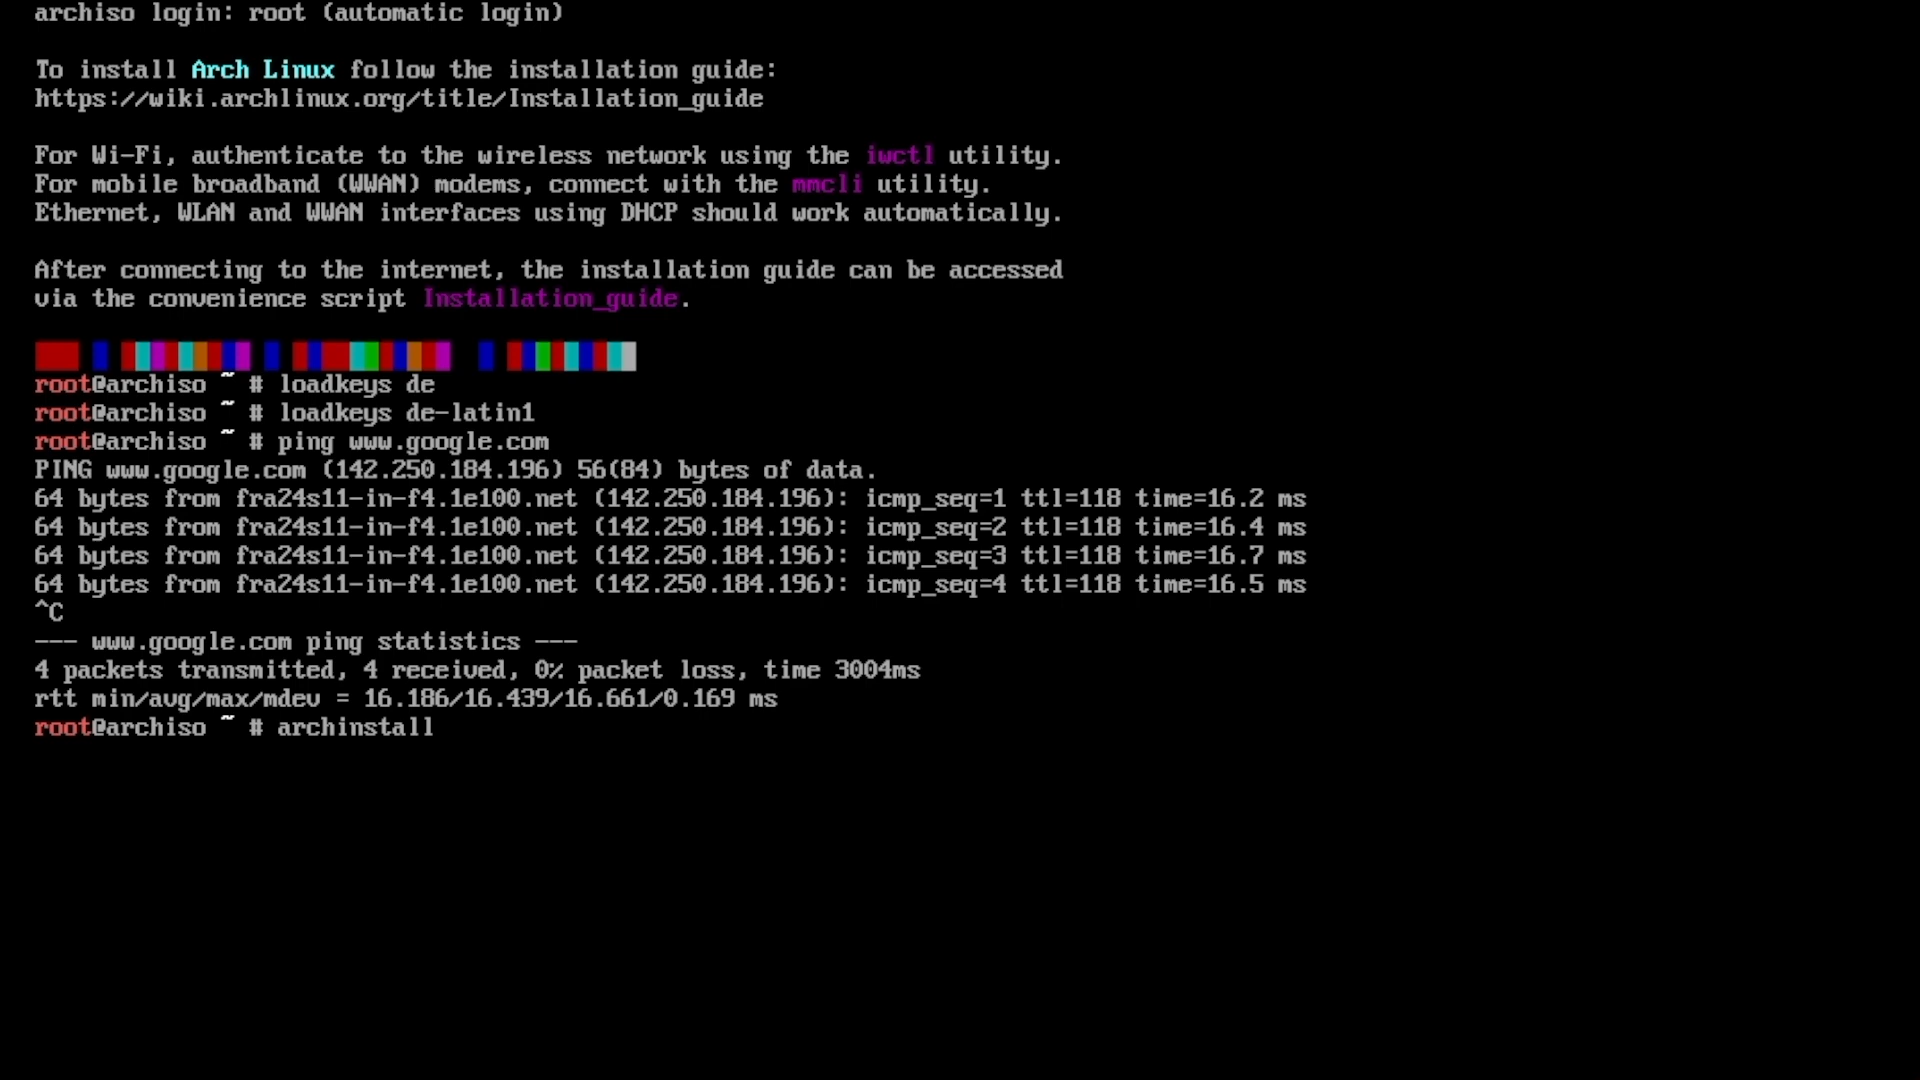 archiso login: root (automatic login)
To install Arch Linux follow the installation guide:
https://wiki.archlinux.org/title/Installation_guide
For Wi-Fi, authenticate to the wireless network using the iwctl utility.
For mobile broadband (WWAN) modems, connect with the mmcli utility.
Ethernet, WLAN and WWAN interfaces using DHCP should work automatically.
After connecting to the internet, the installation guide can be accessed
via the convenience script Installation_guide.
root@archiso ~ # loadkeys de
root@archiso ~ # loadkeys de-latin1
root@archiso ~ # ping www.google.com
PING www.google.com (142.250.184.196) 56(84) bytes of data.
64 bytes from fra24s11-in-f4.1e100.net (142.250.184.196): icmp_seq=1 ttl=118 time=16.2 ms
64 bytes from fra24s11-in-f4.1e100.net (142.250.184.196): icmp_seq=2 ttl=118 time=16.4 ms
64 bytes from fra24s11-in-f4.1e100.net (142.250.184.196): icmp_seq=3 ttl=118 time=16.7 ms
64 bytes from fra24s11-in-f4.1e100.net (142.250.184.196): icmp_seq=4 ttl=118 time=16.5 ms
^C
--- www.google.com ping statistics ---
4 packets transmitted, 4 received, 0% packet loss, time 3004ms
rtt min/avg/max/mdev = 16.186/16.439/16.661/0.169 ms
root@archiso ~ # archinstall